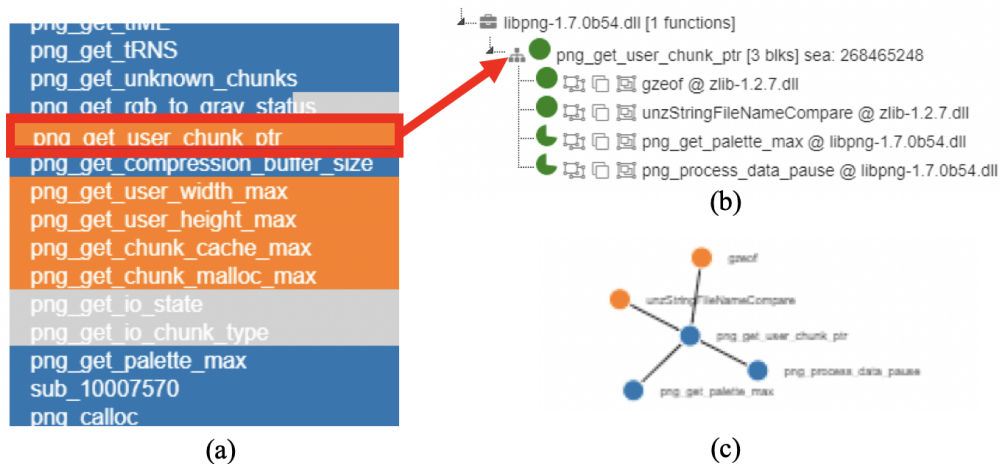 png_get_tIME
png_get_tRNS
png_get_unknown_chunks
png_get_rgb_to_gray_status
png_get_user_chunk_ptr
png_get_compression_buffer_size
png_get_user_width_max
png_get_user_height_max
png_get_chunk_cache_max
png_get_chunk_malloc_max
png_get_io_state
png_get_io_chunk_type
png_get_palette_max
sub_10007570
png_calloc
(a)
libpng-1.7.0b54.dll [1 functions]
png_get_user_chunk_ptr [3 blks] sea: 268465248
gzeof @ zlib-1.2.7.dll
unzStringFileNameCompare @ zlib-1.2.7.dll
png_get_palette_max @ libpng-1.7.0b54.dll
png_process_data_pause @ libpng-1.7.0b54.dll
(b)
gzeof
unzStringFileNameCompare
png_get_user_chunk_ptr
png_process_data_pause
png_get_palette_max
(c)